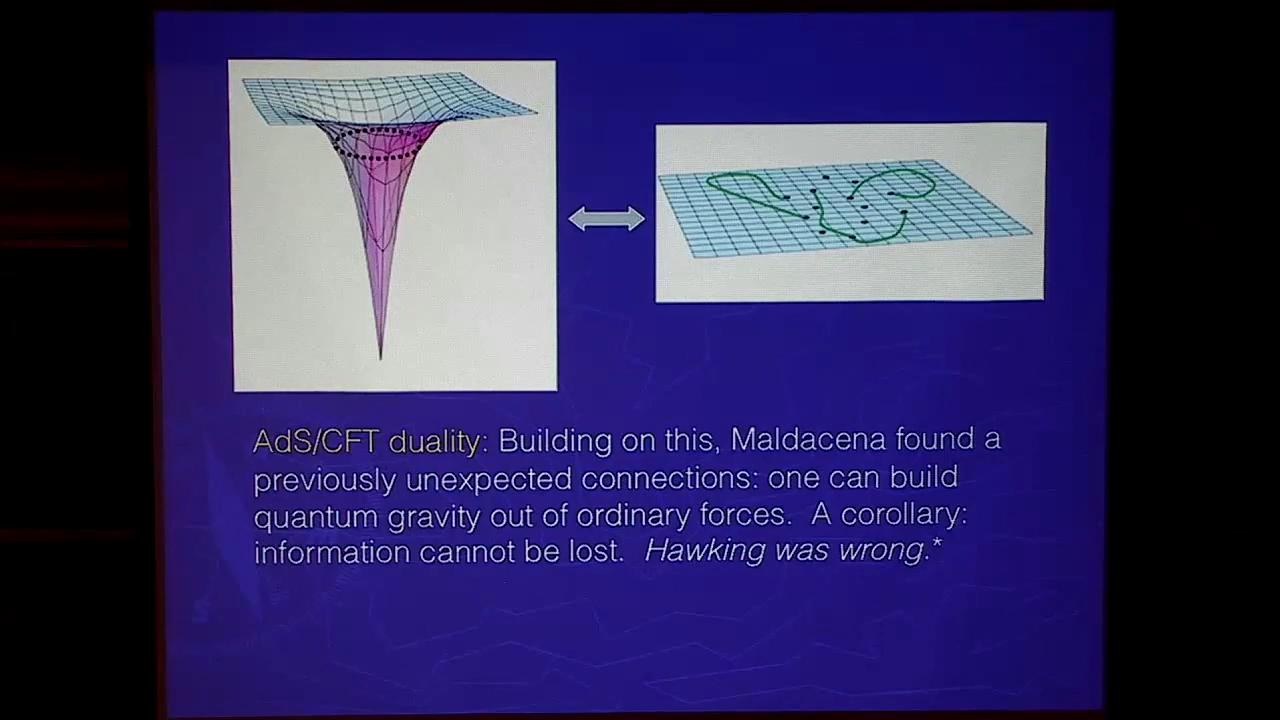 AdS/CFT duality: Building on this, Maldacena found a
previously unexpected connections: one can build
quantum gravity out of ordinary forces.  A corollary:
information cannot be lost.  Hawking was wrong.*